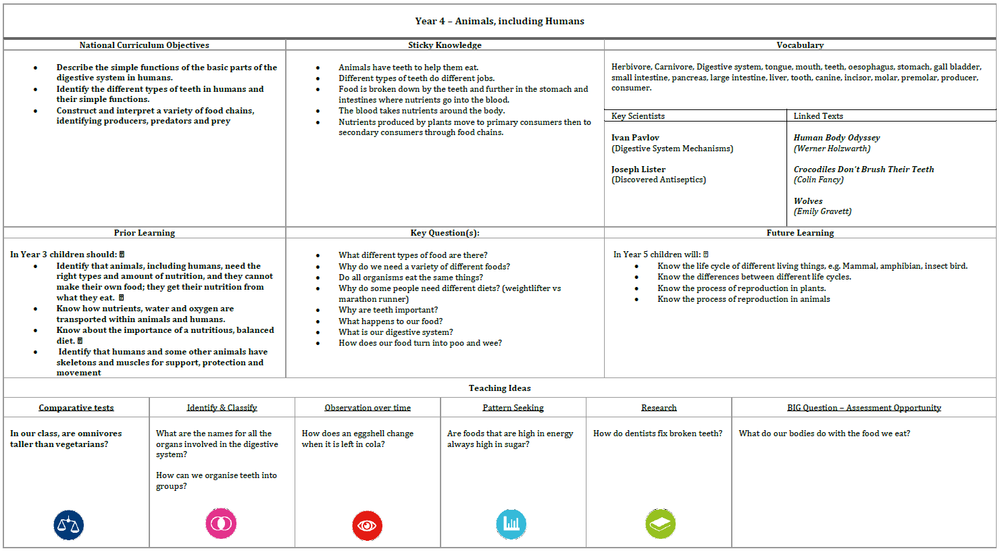 Year 4 – Animals, including Humans
National Curriculum Objectives
• Describe the simple functions of the basic parts of the
digestive system in humans.
• Identify the different types of teeth in humans and
their simple functions.
• Construct and interpret a variety of food chains,
identifying producers, predators and prey
Sticky Knowledge
• Animals have teeth to help them eat.
• Different types of teeth do different jobs.
• Food is broken down by the teeth and further in the stomach and
intestines where nutrients go into the blood.
• The blood takes nutrients around the body.
• Nutrients produced by plants move to primary consumers then to
secondary consumers through food chains.
Vocabulary
Herbivore, Carnivore, Digestive system, tongue, mouth, teeth, oesophagus, stomach, gall bladder,
small intestine, pancreas, large intestine, liver, tooth, canine, incisor, molar, premolar, producer,
consumer.
Key Scientists
Ivan Pavlov
(Digestive System Mechanisms)
Joseph Lister
(Discovered Antiseptics)
Linked Texts
Human Body Odyssey
(Werner Holzwarth)
Crocodiles Don't Brush Their Teeth
(Colin Fancy)
Wolves
(Emily Gravett)
Prior Learning
In Year 3 children should:
• Identify that animals, including humans, need the
right types and amount of nutrition, and they cannot
make their own food; they get their nutrition from
what they eat.
• Know how nutrients, water and oxygen are
transported within animals and humans.
• Know about the importance of a nutritious, balanced
diet.
• Identify that humans and some other animals have
skeletons and muscles for support, protection and
movement
Key Question(s):
• What different types of food are there?
• Why do we need a variety of different foods?
• Do all organisms eat the same things?
• Why do some people need different diets? (weightlifter vs
marathon runner)
• Why are teeth important?
• What happens to our food?
• What is our digestive system?
• How does our food turn into poo and wee?
Future Learning
In Year 5 children will:
• Know the life cycle of different living things, e.g. Mammal, amphibian, insect bird.
• Know the differences between different life cycles.
• Know the process of reproduction in plants.
• Know the process of reproduction in animals
Teaching Ideas
Comparative tests
In our class, are omnivores
taller than vegetarians?
Identify & Classify
What are the names for all the
organs involved in the digestive
system?
How can we organise teeth into
groups?
Observation over time
How does an eggshell change
when it is left in cola?
Pattern Seeking
Are foods that are high in energy
always high in sugar?
Research
How do dentists fix broken teeth?
BIG Question – Assessment Opportunity
What do our bodies do with the food we eat?